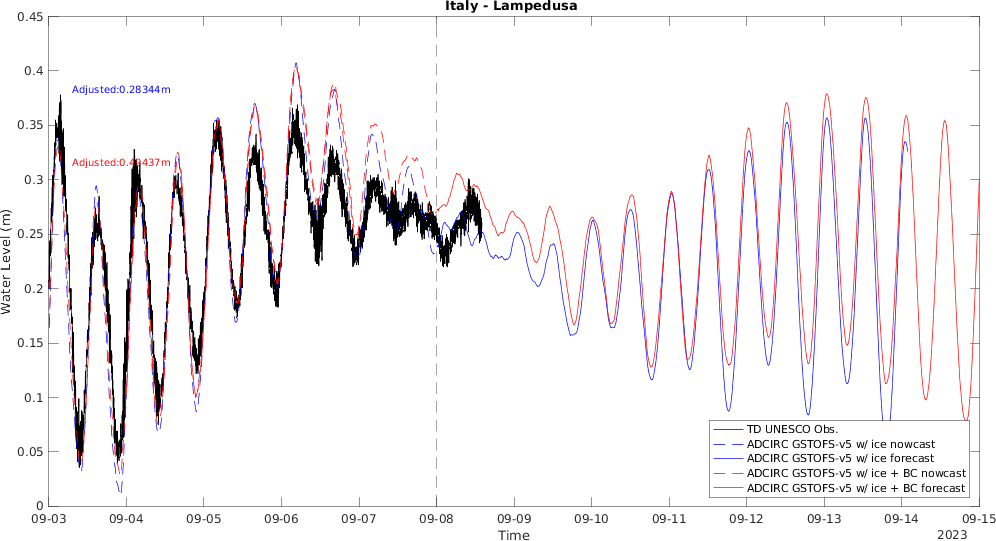 Italy - Lampedusa
0.45
0.4
0.35
0.3
0.25
0.2
0.15
0.1
0.05
0
Water Level (m)
Adjusted:0.28344m
Adjusted:0.49437m
TD UNESCO Obs.
ADCIRC GSTOFS-v5 w/ ice nowcast
ADCIRC GSTOFS-v5 w/ ice forecast
ADCIRC GSTOFS-v5 w/ ice + BC nowcast
ADCIRC GSTOFS-v5 w/ ice + BC forecast
09-03 09-04 09-05 09-06 09-07 09-08 09-09 09-10 09-11 09-12 09-13 09-14 09-15
Time
2023